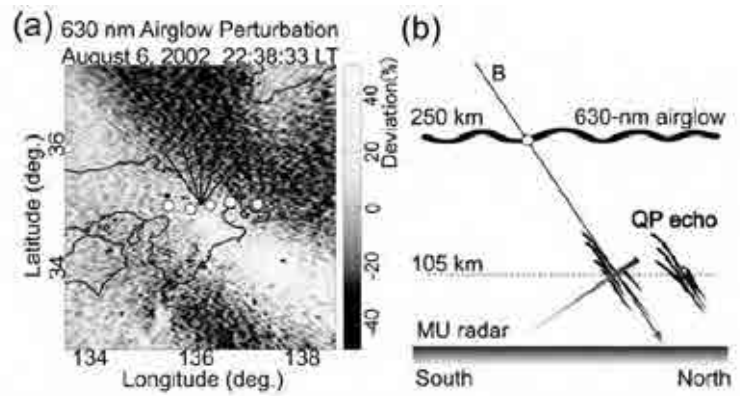 (a) 630 nm Airglow Perturbation
August 6, 2002 22:38:33 LT
Latitude (deg.)
36
34
134 136 138
Longitude (deg.)
40
20
0
-20
-40
Deviation(%)
(b)
B
250 km 630-nm airglow
QP echo
105 km
MU radar
South North